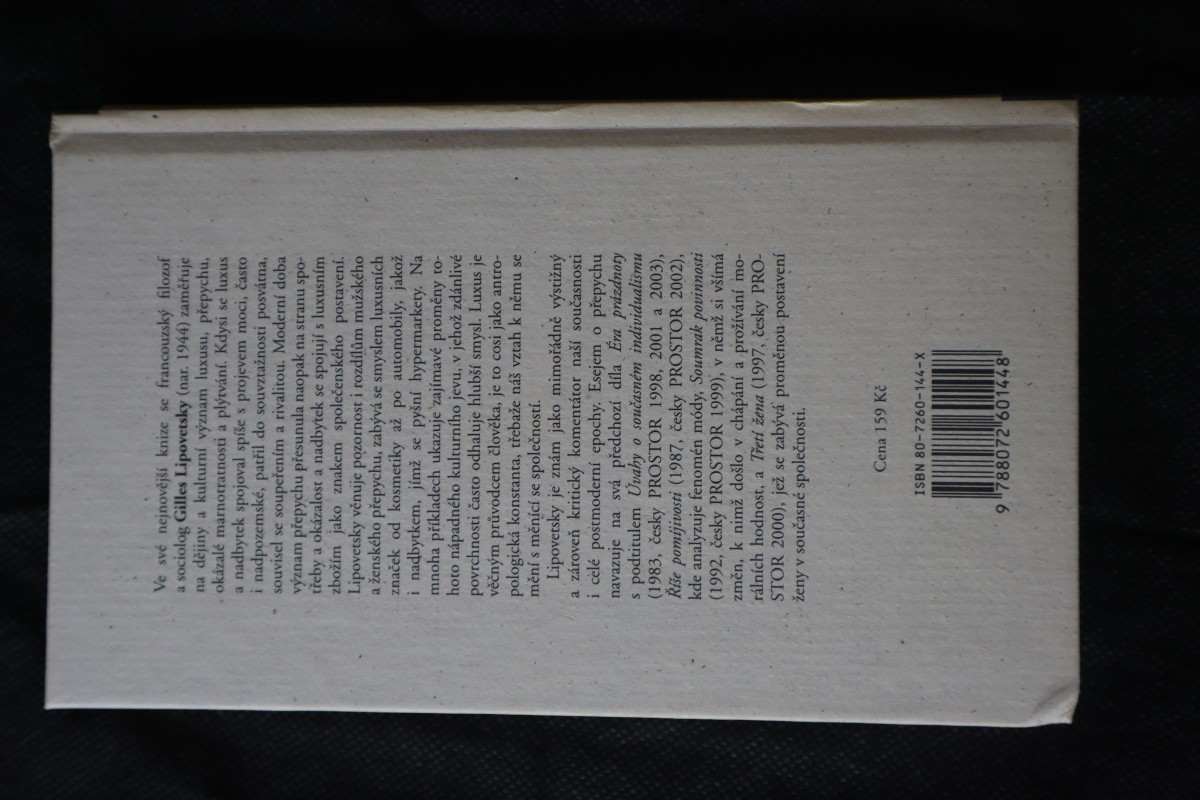 Ve své nejnovější knize se francouzský filozof
a sociolog Gilles Lipovetsky (nar. 1944) zaměřuje
na dějiny a kulturní význam luxusu, přepychu,
okázalé marnotratnosti a plýtvání. Kdysi se luxus
a nadbytek spojoval spíše s projevem moci, často
i nadpozemské, patřil do souvztažnosti posvátna,
souvisel se soupeřením a rivalitou. Moderní doba
význam přepychu přesunula naopak na stranu spo-
třeby a okázalost a nadbytek se spojují s luxusním
zbožím jako znakem společenského postavení.
Lipovetsky věnuje pozornost i rozdílům mužského
a ženského přepychu, zabývá se smyslem luxusních
značek od kosmetiky až po automobily, jakož
i nadbytkem, jímž se pyšní hypermarkety. Na
mnoha příkladech ukazuje zajímavé proměny to-
hoto nápadného kulturního jevu, v jehož zdánlivé
povrchnosti často odhaluje hlubší smysl. Luxus je
věčným průvodcem člověka, je to cosi jako antro-
pologická konstanta, třebaže náš vztah k němu se
mění s měnící se společností.
Lipovetsky je znám jako mimořádně výstižný
a zároveň kritický komentátor naší současnosti
i celé postmoderní epochy. Esejem o přepychu
navazuje na svá předchozí díla Éra prázdnoty
s podtitulem Úvahy o současném individualismu
(1983, česky PROSTOR 1998, 2001 a 2003),
Říše pomíjivosti (1987, česky PROSTOR 2002),
kde analyzuje fenomén módy, Soumrak povinnosti
(1992, česky PROSTOR 1999), v němž si všímá
změn, k nimž došlo v chápání a prožívání mo-
rálních hodnost, a Třetí žena (1997, česky PRO-
STOR 2000), jež se zabývá proměnou postavení
ženy v současné společnosti.
Cena 159 Kč
ISBN 80-7260-144-X
9 788072 601448